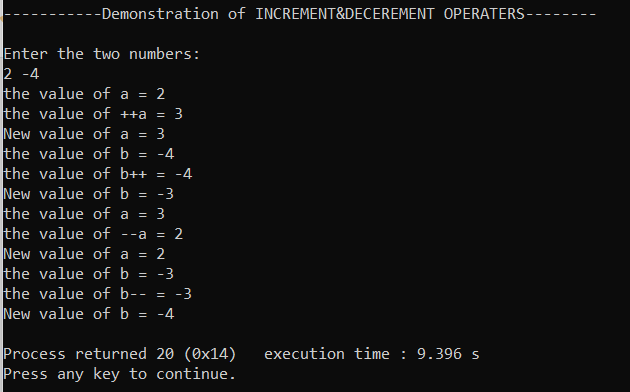 -----------Demonstration of INCREMENT&DECEREMENT OPERATERS--------
Enter the two numbers:
2 -4
the value of a = 2
the value of ++a = 3
New value of a = 3
the value of b = -4
the value of b++ = -4
New value of b = -3
the value of a = 3
the value of --a = 2
New value of a = 2
the value of b = -3
the value of b-- = -3
New value of b = -4
Process returned 20 (0x14)   execution time : 9.396 s
Press any key to continue.